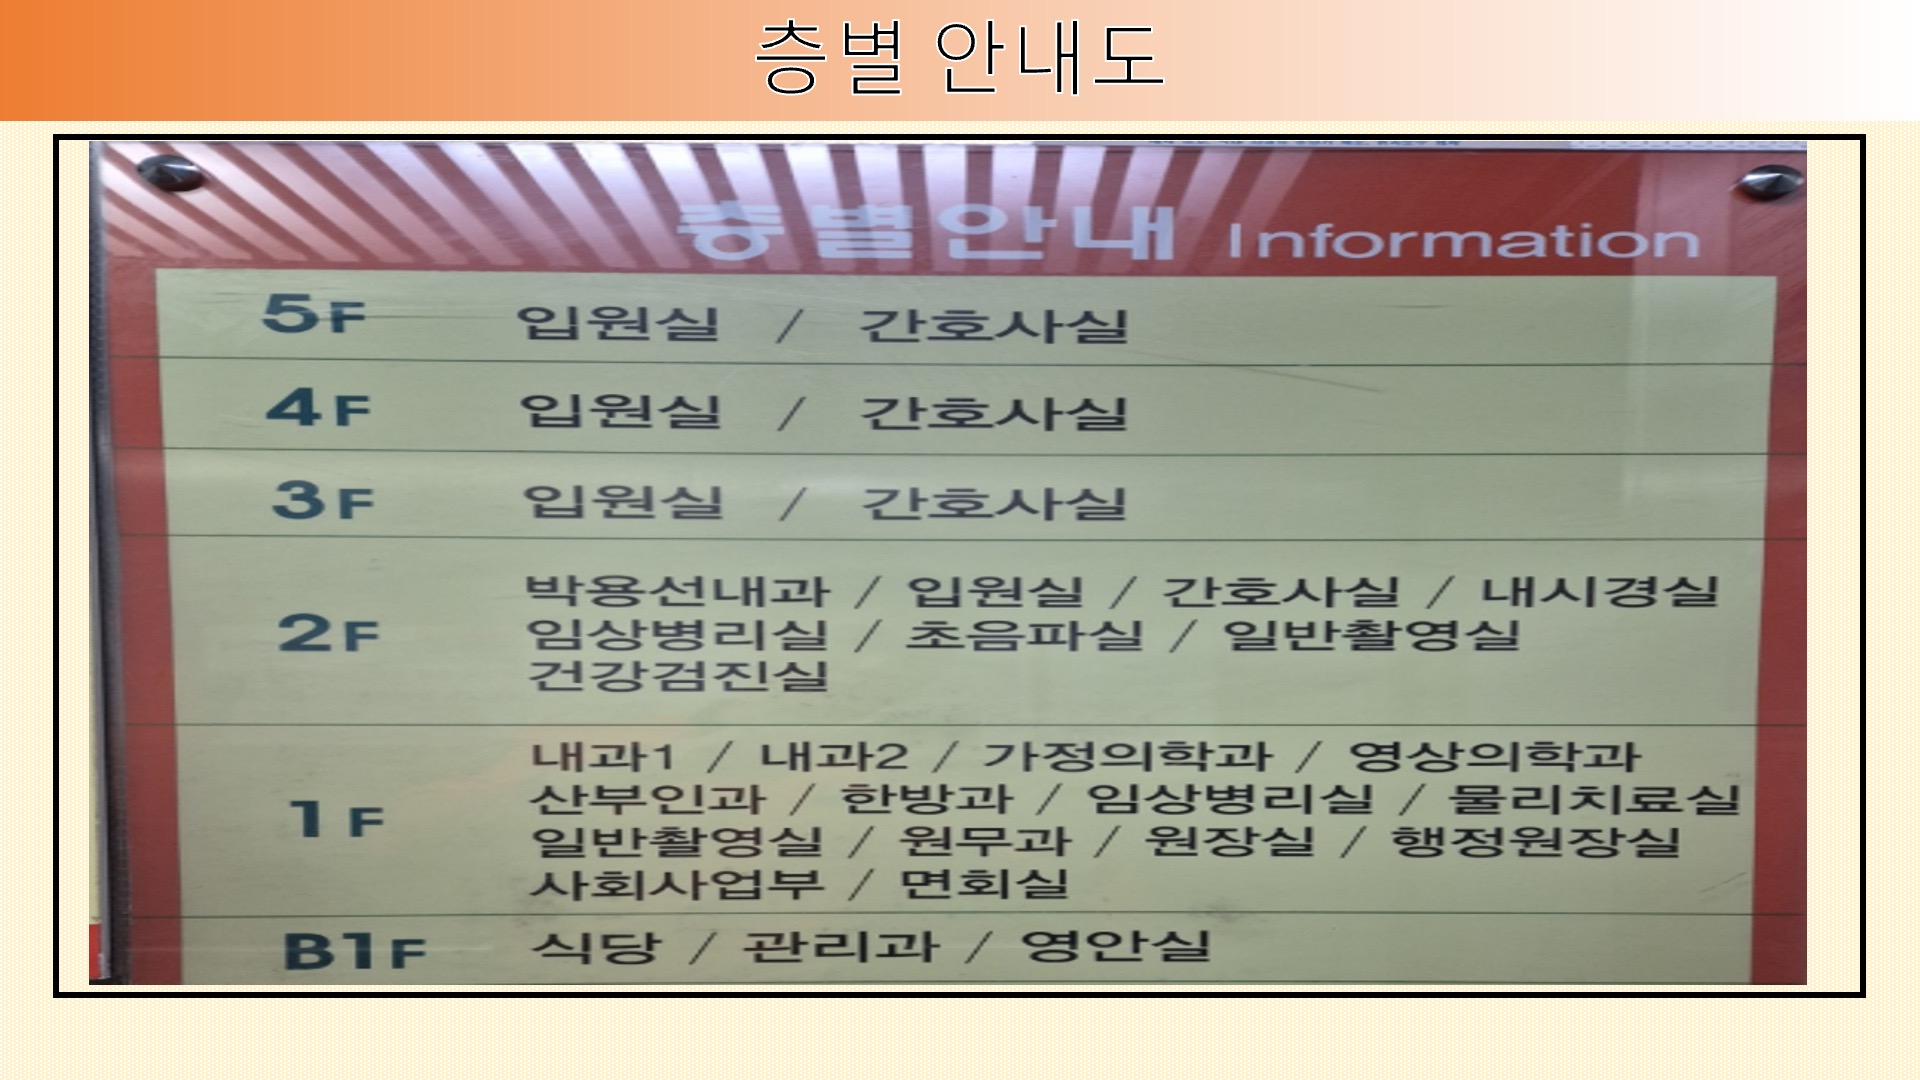 층별 안내도
층별안내 Information
5F 입원실 / 간호사실
4F 입원실 / 간호사실
3F 입원실 / 간호사실
2F 박용선내과 / 입원실 / 간호사실 / 내시경실
임상병리실 / 초음파실 / 일반촬영실
건강검진실
1F 내과1 / 내과2 / 가정의학과 / 영상의학과
산부인과 / 한방과 / 임상병리실 / 물리치료실
일반촬영실 / 원무과 / 원장실 / 행정원장실
사회사업부 / 면회실
B1F 식당 / 관리과 / 영안실